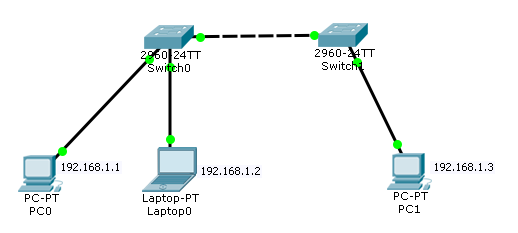 2960-24TT
Switch0
2960-24TT
Switch1
192.168.1.1
192.168.1.2
192.168.1.3
PC-PT
PC0
Laptop-PT
Laptop0
PC-PT
PC1